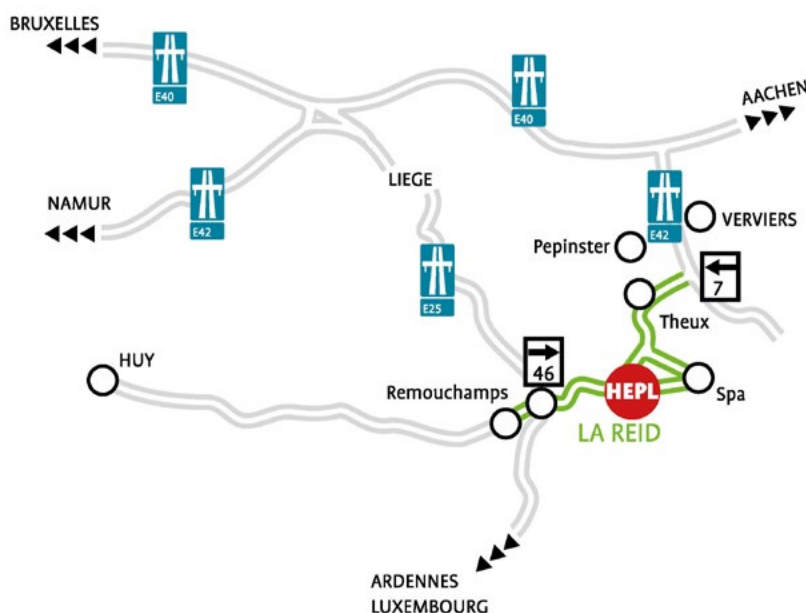 BRUXELLES
E40
E40
AACHEN
NAMUR
E42
LIEGE
E42
VERVIERS
Pepinster
7
E25
Theux
HUY
46
Remouchamps
HEPL
Spa
LA REID
ARDENNES
LUXEMBOURG